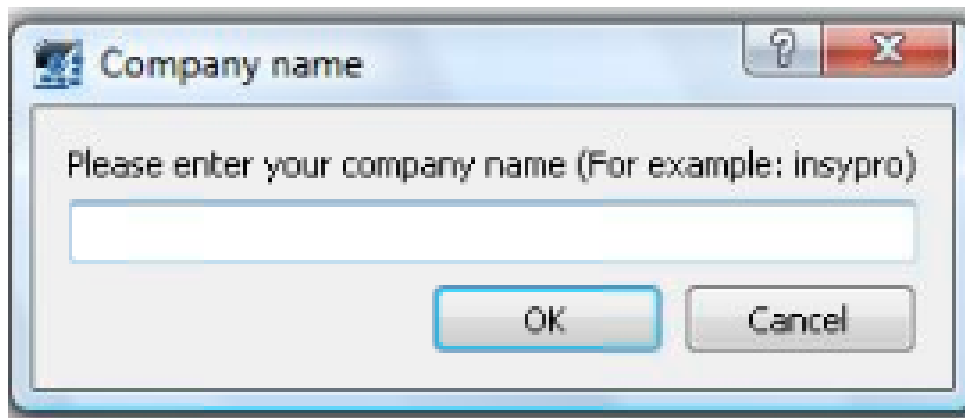 Company name
?
Please enter your company name (For example: insypro)
OK
Cancel